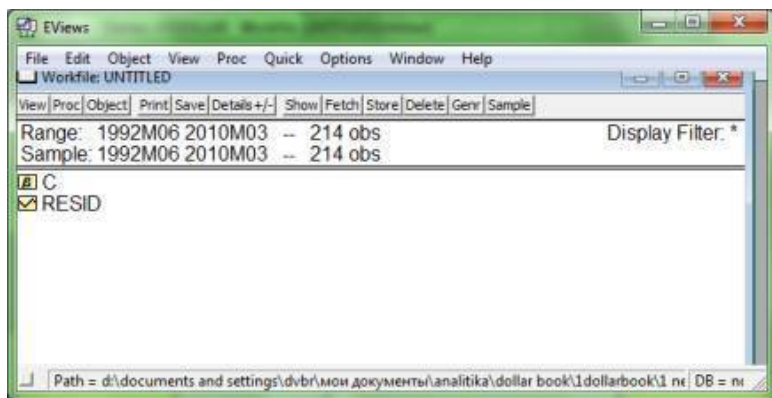 EViews
File Edit Object View Proc Quick Options Window Help
Workfile: UNTITLED
View Proc Object Print Save Details+/- Show Fetch Store Delete Genr Sample
Range: 1992M06 2010M03 -- 214 obs Display Filter: *
Sample: 1992M06 2010M03 -- 214 obs
β C
RESID
Path = d:\documents and settings\dvbr\мои документы\analitika\dollar book\1dollarbook\1 ne DB = n